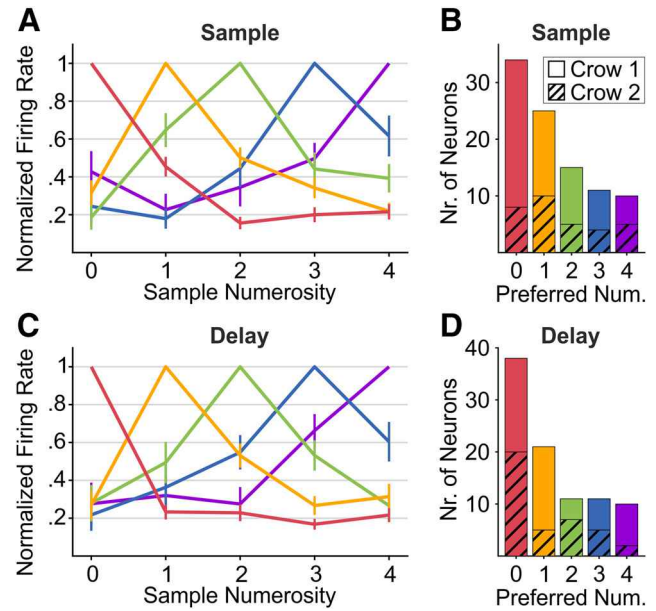 A
Sample
Normalized Firing Rate
1
.8
.6
.4
.2
0 1 2 3 4
Sample Numerosity
B
Sample
Nr. of Neurons
30
20
10
Crow 1
Crow 2
0 1 2 3 4
Preferred Num.
C
Delay
Normalized Firing Rate
1
.8
.6
.4
.2
0 1 2 3 4
Sample Numerosity
D
Delay
Nr. of Neurons
40
30
20
10
0 1 2 3 4
Preferred Num.